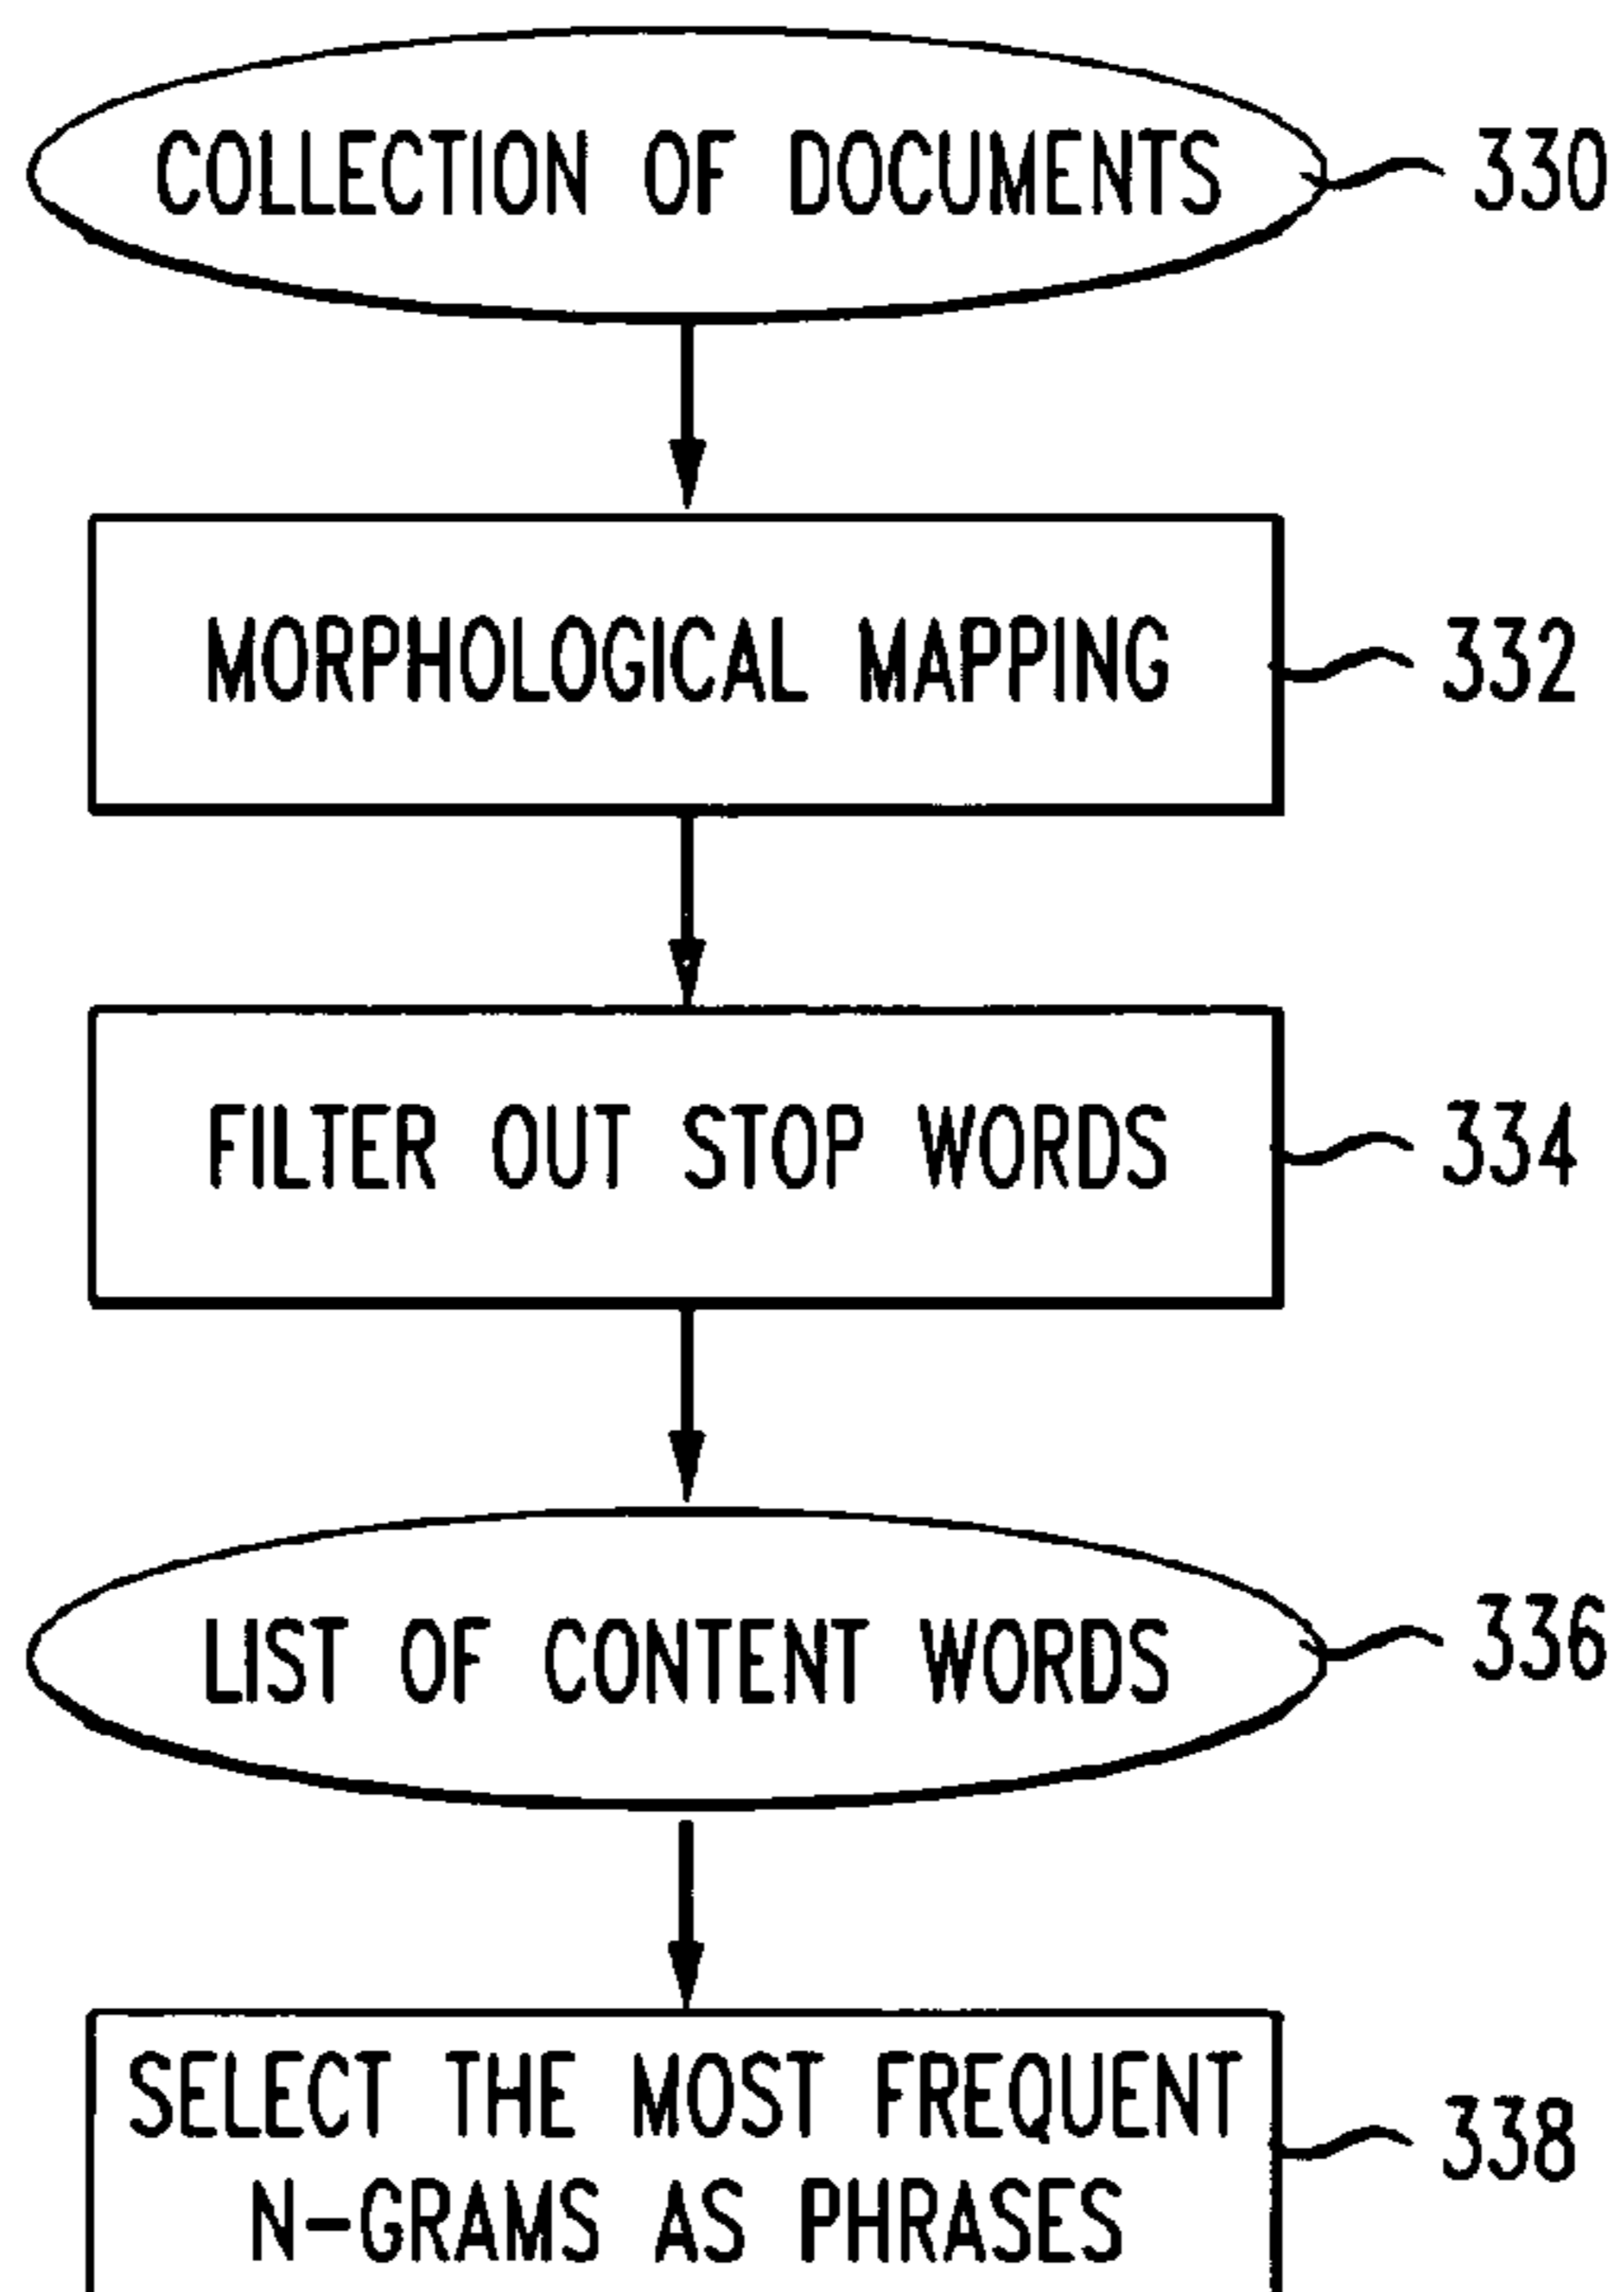 COLLECTION OF DOCUMENTS 330
MORPHOLOGICAL MAPPING 332
FILTER OUT STOP WORDS 334
LIST OF CONTENT WORDS 336
SELECT THE MOST FREQUENT
N-GRAMS AS PHRASES
338